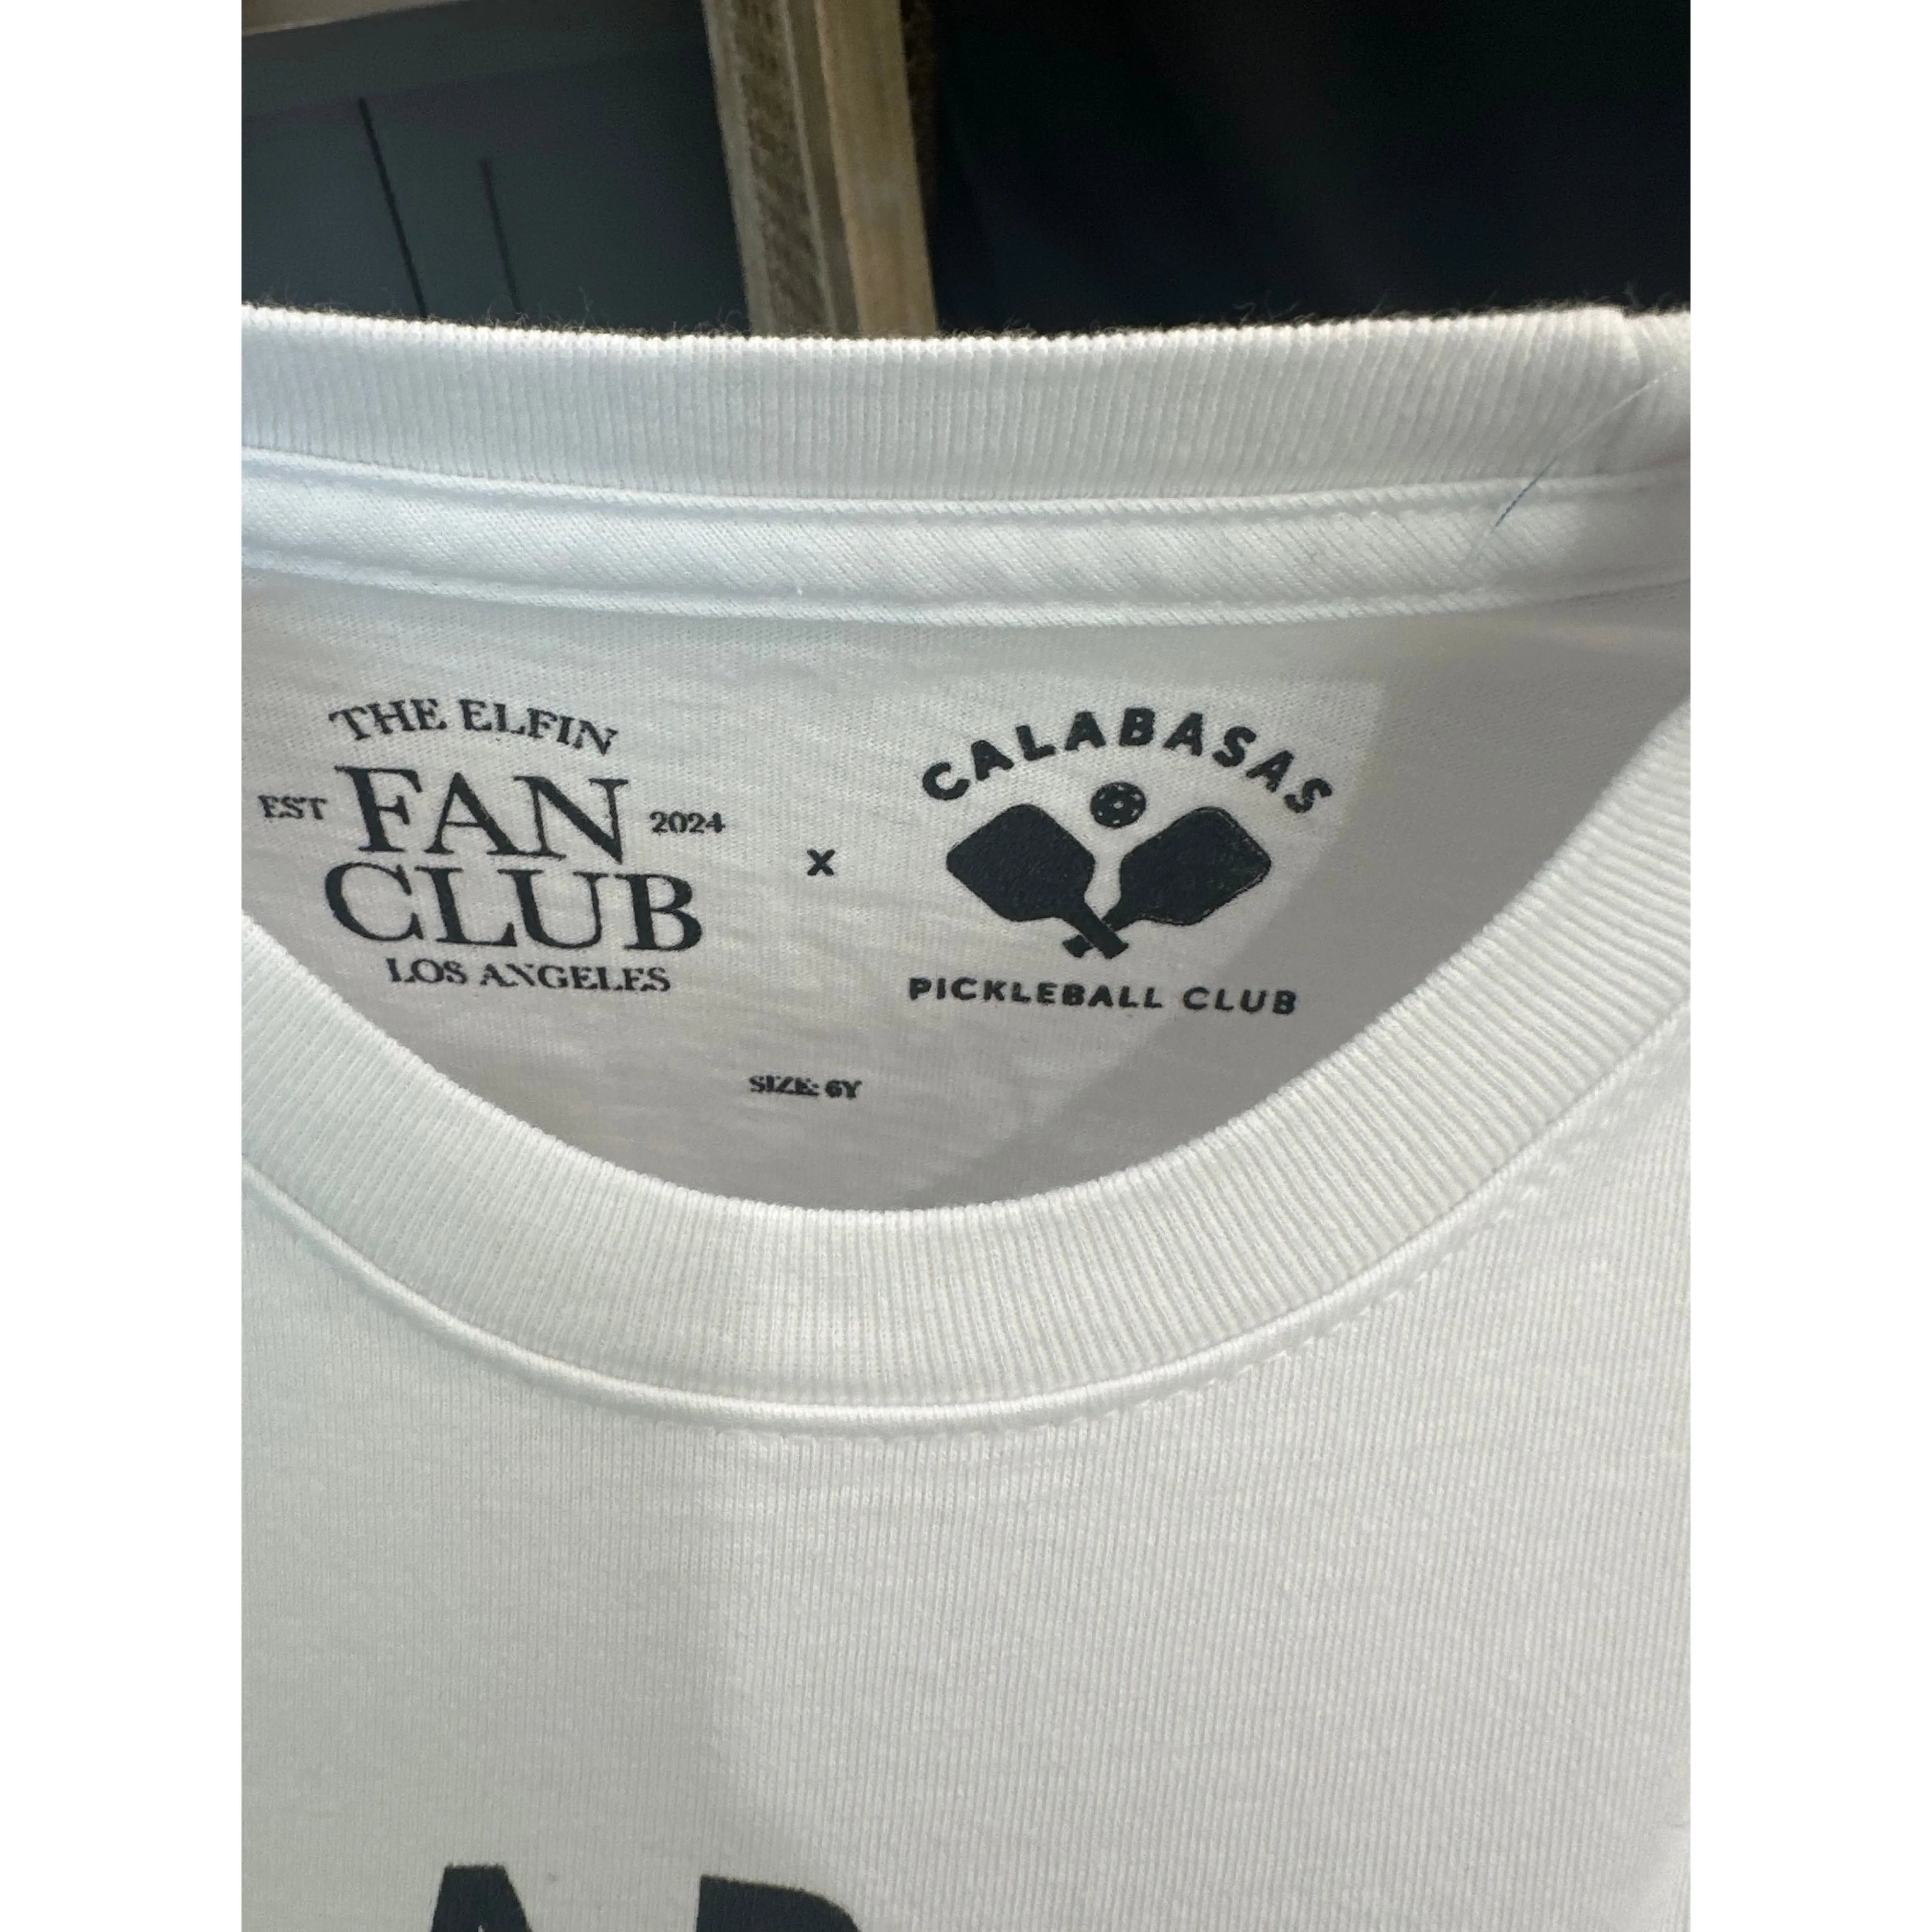 THE ELFIN
EST FAN 2024
CLUB
LOS ANGELES
x
CALABASAS
PICKLEBALL CLUB
SIZE: 6Y